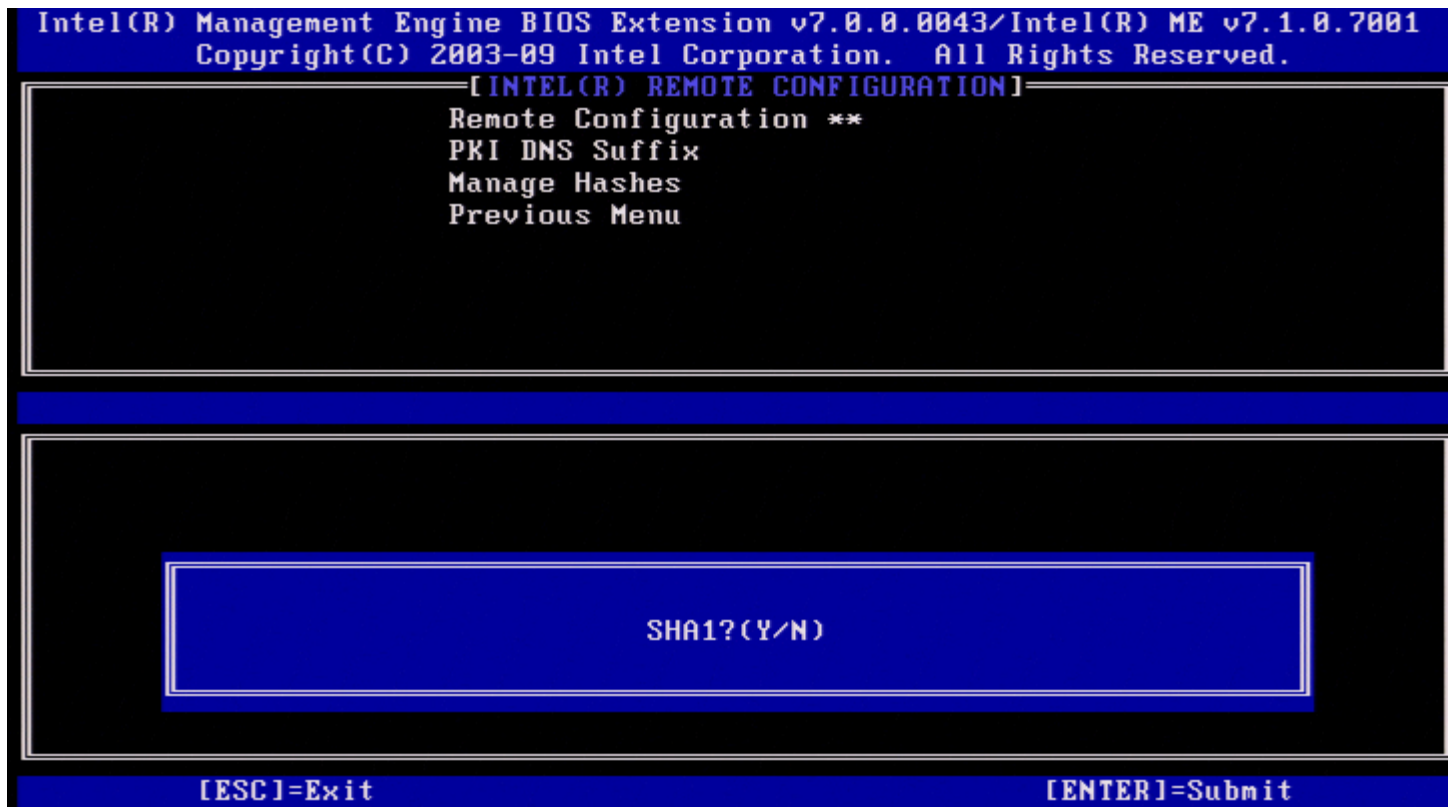 Intel(R) Management Engine BIOS Extension v7.0.0.0043/Intel(R) ME v7.1.0.7001
Copyright(C) 2003-09 Intel Corporation. All Rights Reserved.
[INTEL(R) REMOTE CONFIGURATION]
Remote Configuration **
PKI DNS Suffix
Manage Hashes
Previous Menu
SHA1?(Y/N)
[ESC]=Exit [ENTER]=Submit